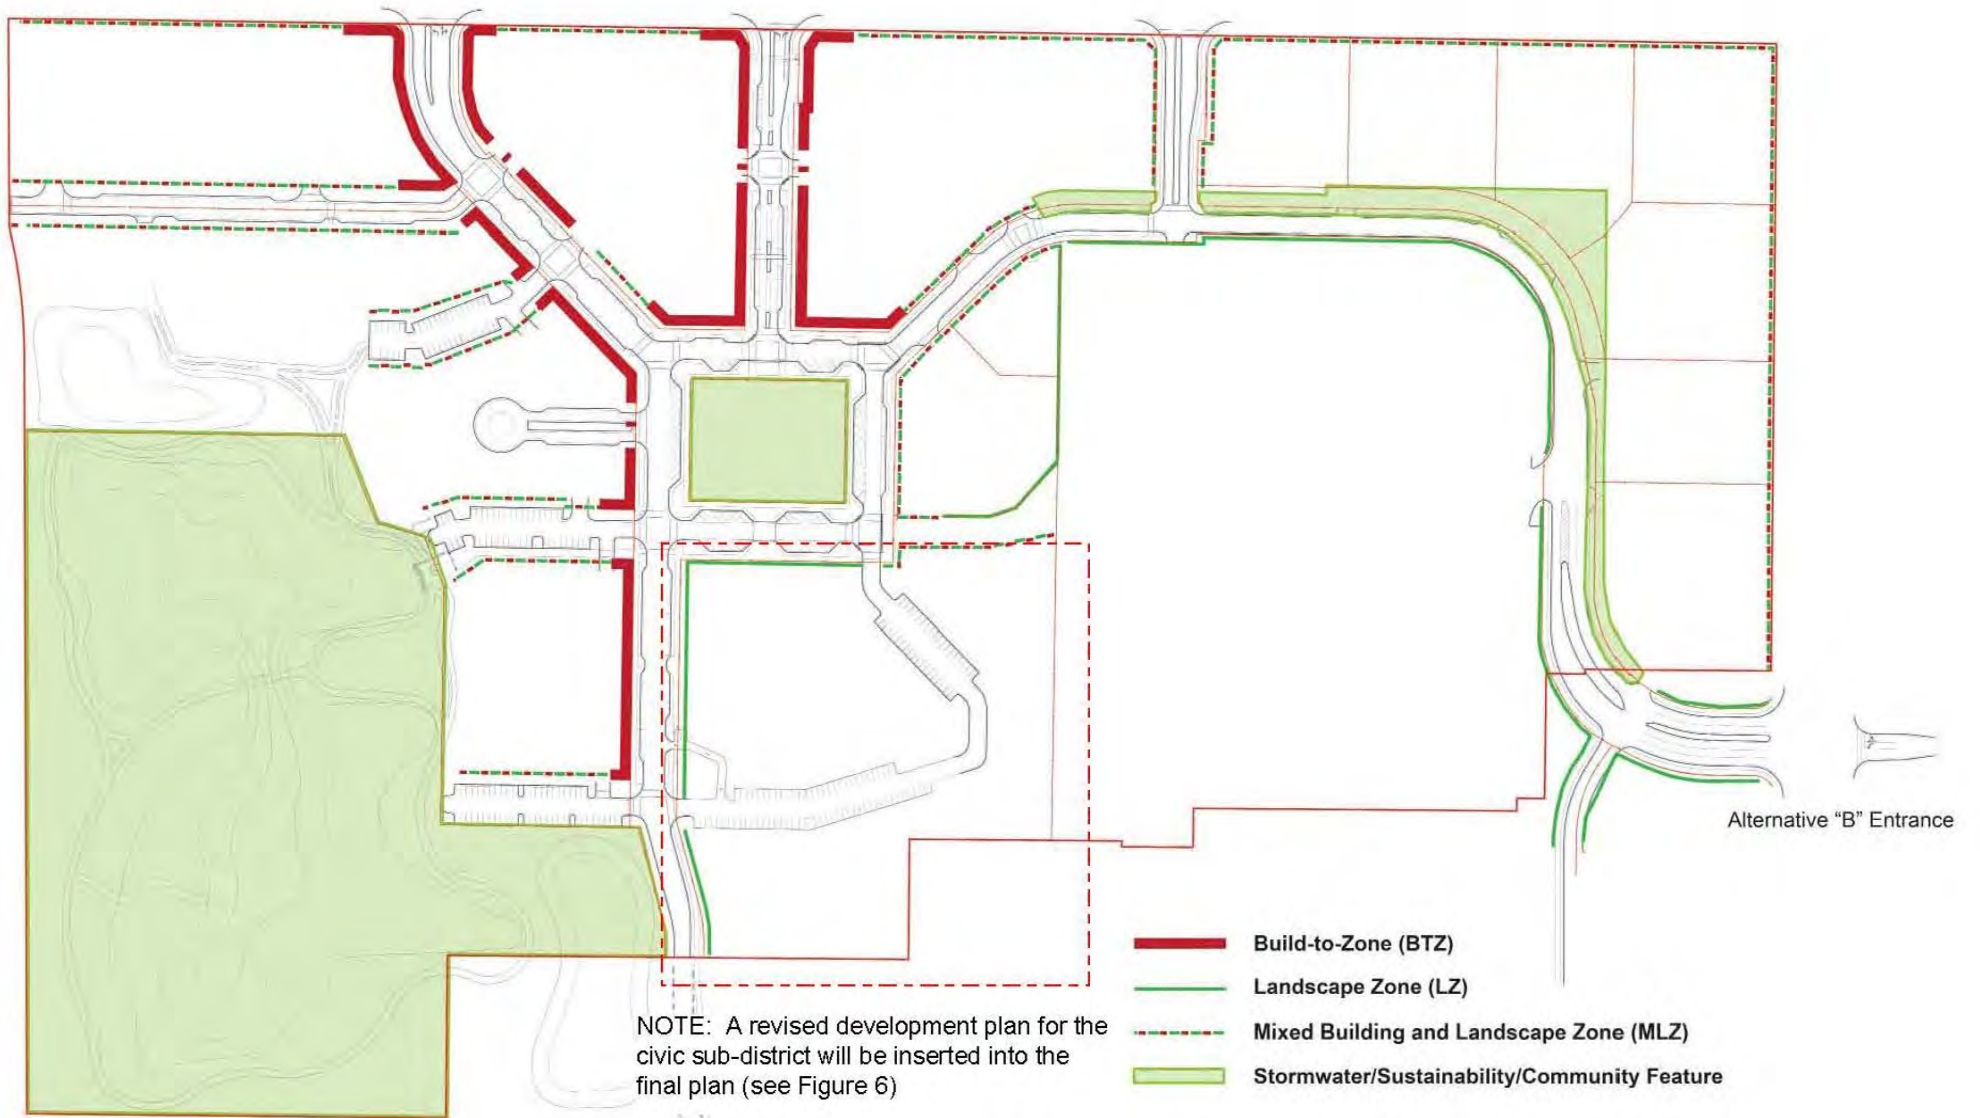 Alternative “B” Entrance
Build-to-Zone (BTZ)
Landscape Zone (LZ)
Mixed Building and Landscape Zone (MLZ)
Stormwater/Sustainability/Community Feature
NOTE:  A revised development plan for the
civic sub-district will be inserted into the
final plan (see Figure 6)